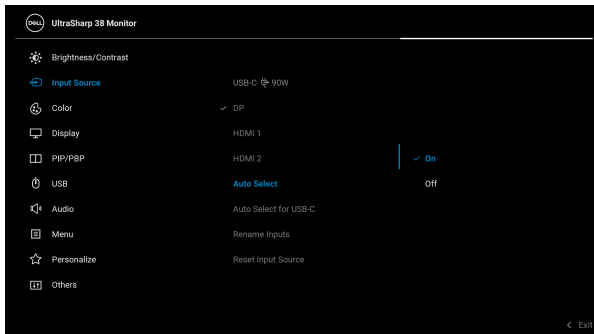 DELL UltraSharp 38 Monitor
Brightness/Contrast
Input Source
Color
Display
PIP/PBP
USB
Audio
Menu
Personalize
Others
USB-C 90W
DP
HDMI 1
HDMI 2
Auto Select
Auto Select for USB-C
Rename Inputs
Reset Input Source
On
Off
Exit